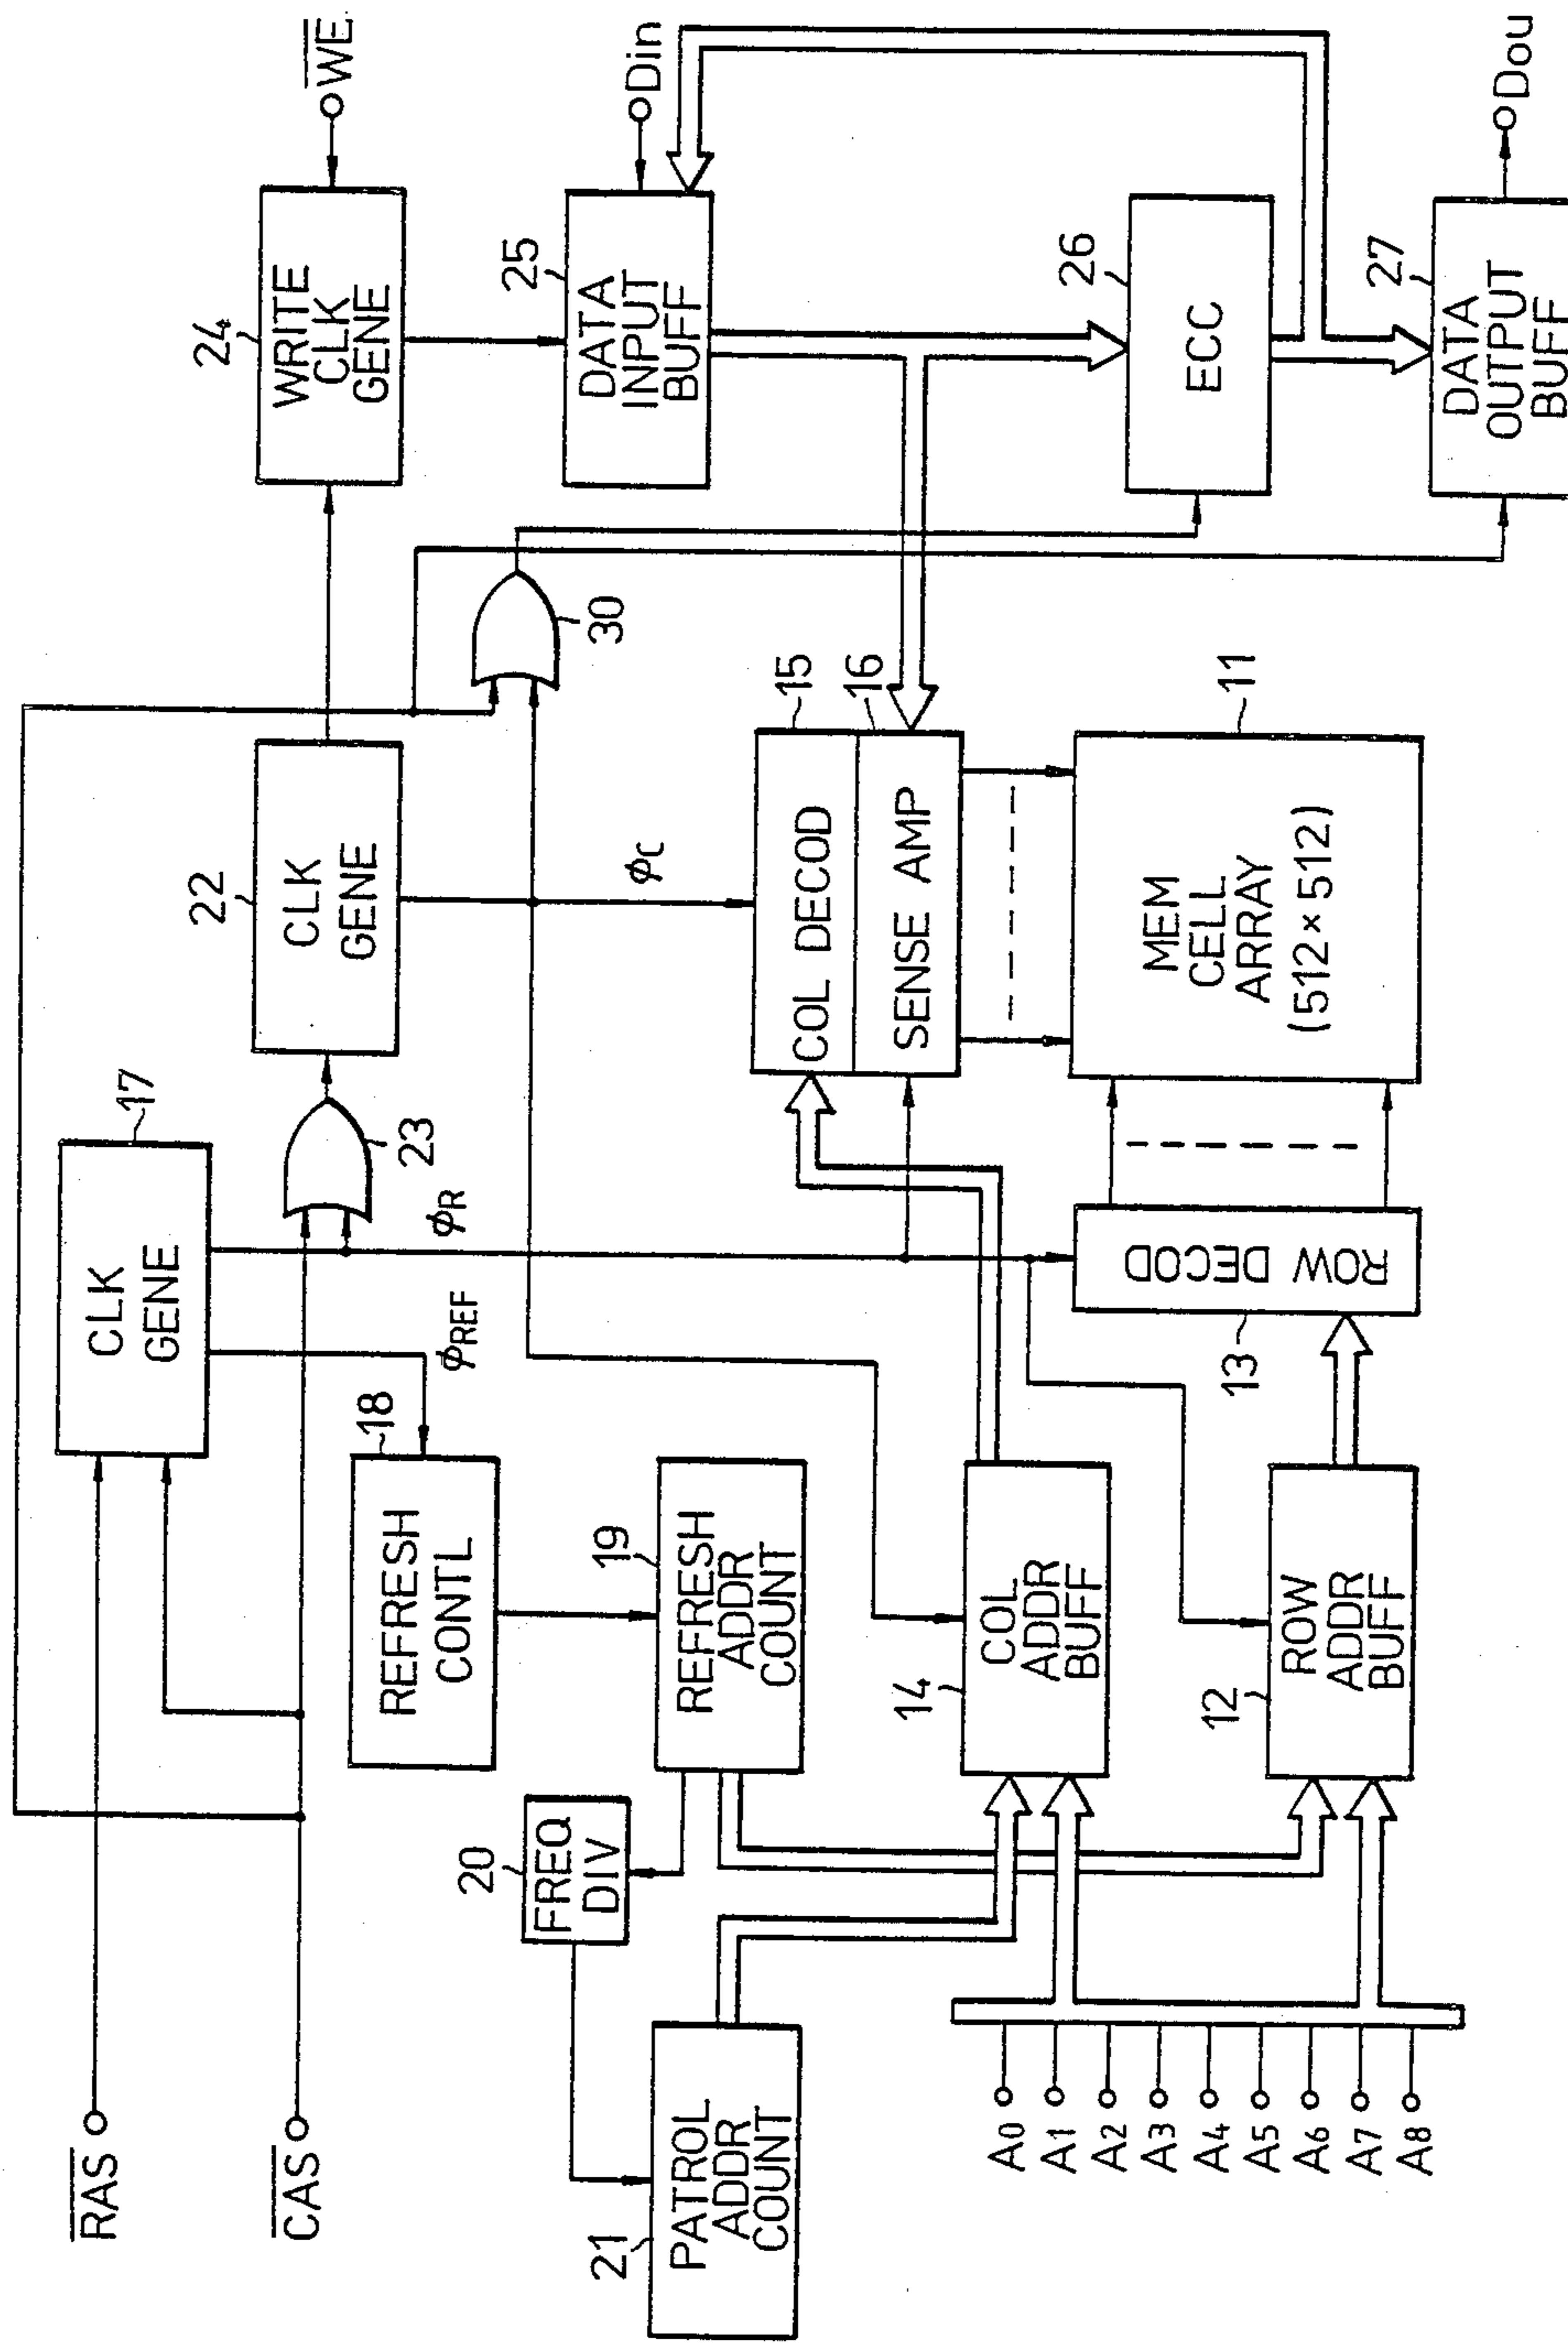 RAS
CAS
17
CLK
GENE
22
CLK
GENE
23
24
WRITE
CLK
GENE
WE
18
REFRESH
CONTL
φREF
φR
φC
30
25
DATA
INPUT
BUFF
Din
20
FREQ
DIV
19
REFRESH
ADDR
COUNT
21
PATROL
ADDR
COUNT
15
COL DECOD
16
SENSE AMP
14
COL
ADDR
BUFF
26
ECC
11
MEM
CELL
ARRAY
(512×512)
13
ROW DECOD
12
ROW
ADDR
BUFF
27
DATA
OUTPUT
BUFF
Dou
A0
A1
A2
A3
A4
A5
A6
A7
A8